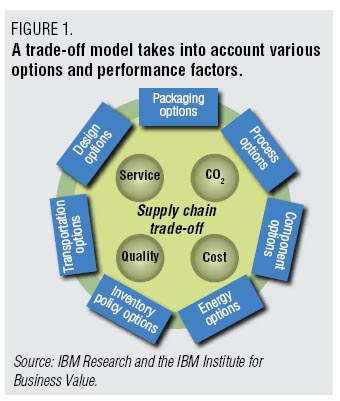 FIGURE 1.
A trade-off model takes into account various
options and performance factors.
Packaging
options
Design
options
Process
options
Service
CO2
Supply chain
trade-off
Transportation
options
Component
options
Quality
Cost
Inventory
policy options
Energy
options
Source: IBM Research and the IBM Institute for
Business Value.